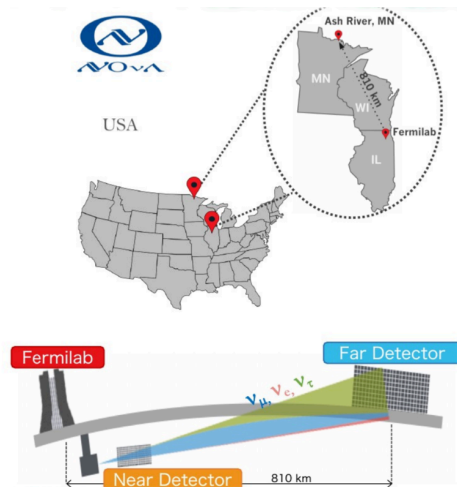 NOvA
USA
Ash River, MN
MN
810 km
WI
Fermilab
IL
Fermilab
Far Detector
νμ, νe, ντ
Near Detector
810 km